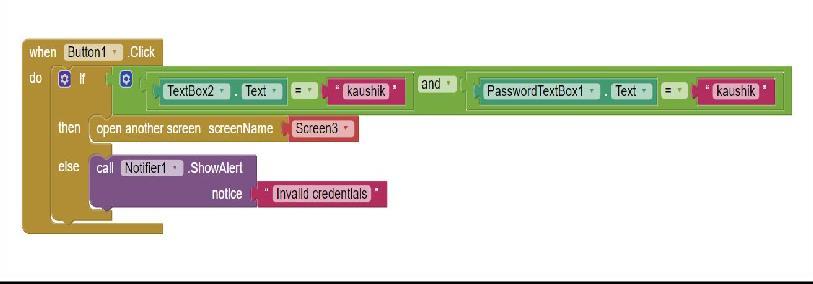 when Button1 .Click
do if TextBox2 . Text = " kaushik " and PasswordTextBox1 . Text = " kaushik "
then open another screen screenName Screen3
else call Notifier1 .ShowAlert
notice " Invalid credentials "